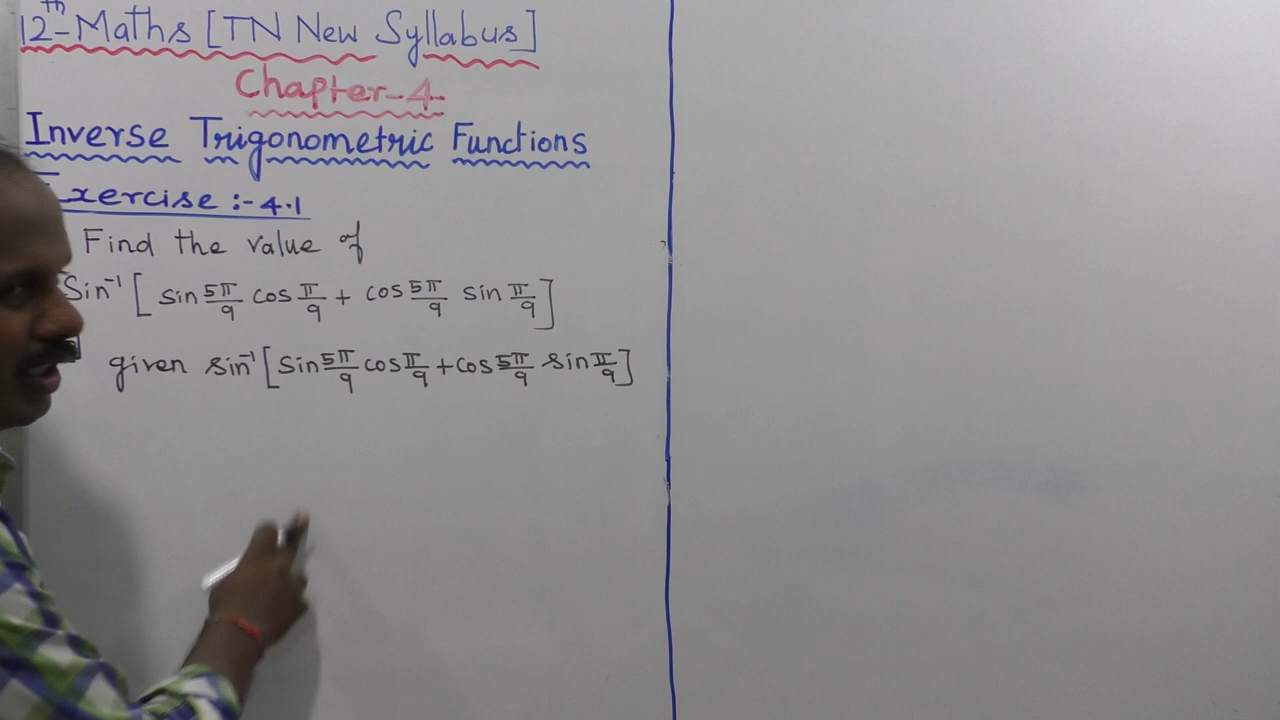 12th Maths [TN New Syllabus]
Chapter-4
Inverse Trigonometric Functions
Exercise :- 4.1
Find the value of
Sin⁻¹ [ sin 5π/9 cos π/9 + cos 5π/9 sin π/9 ]
given sin⁻¹ [ sin 5π/9 cos π/9 + cos 5π/9 sin π/9 ]